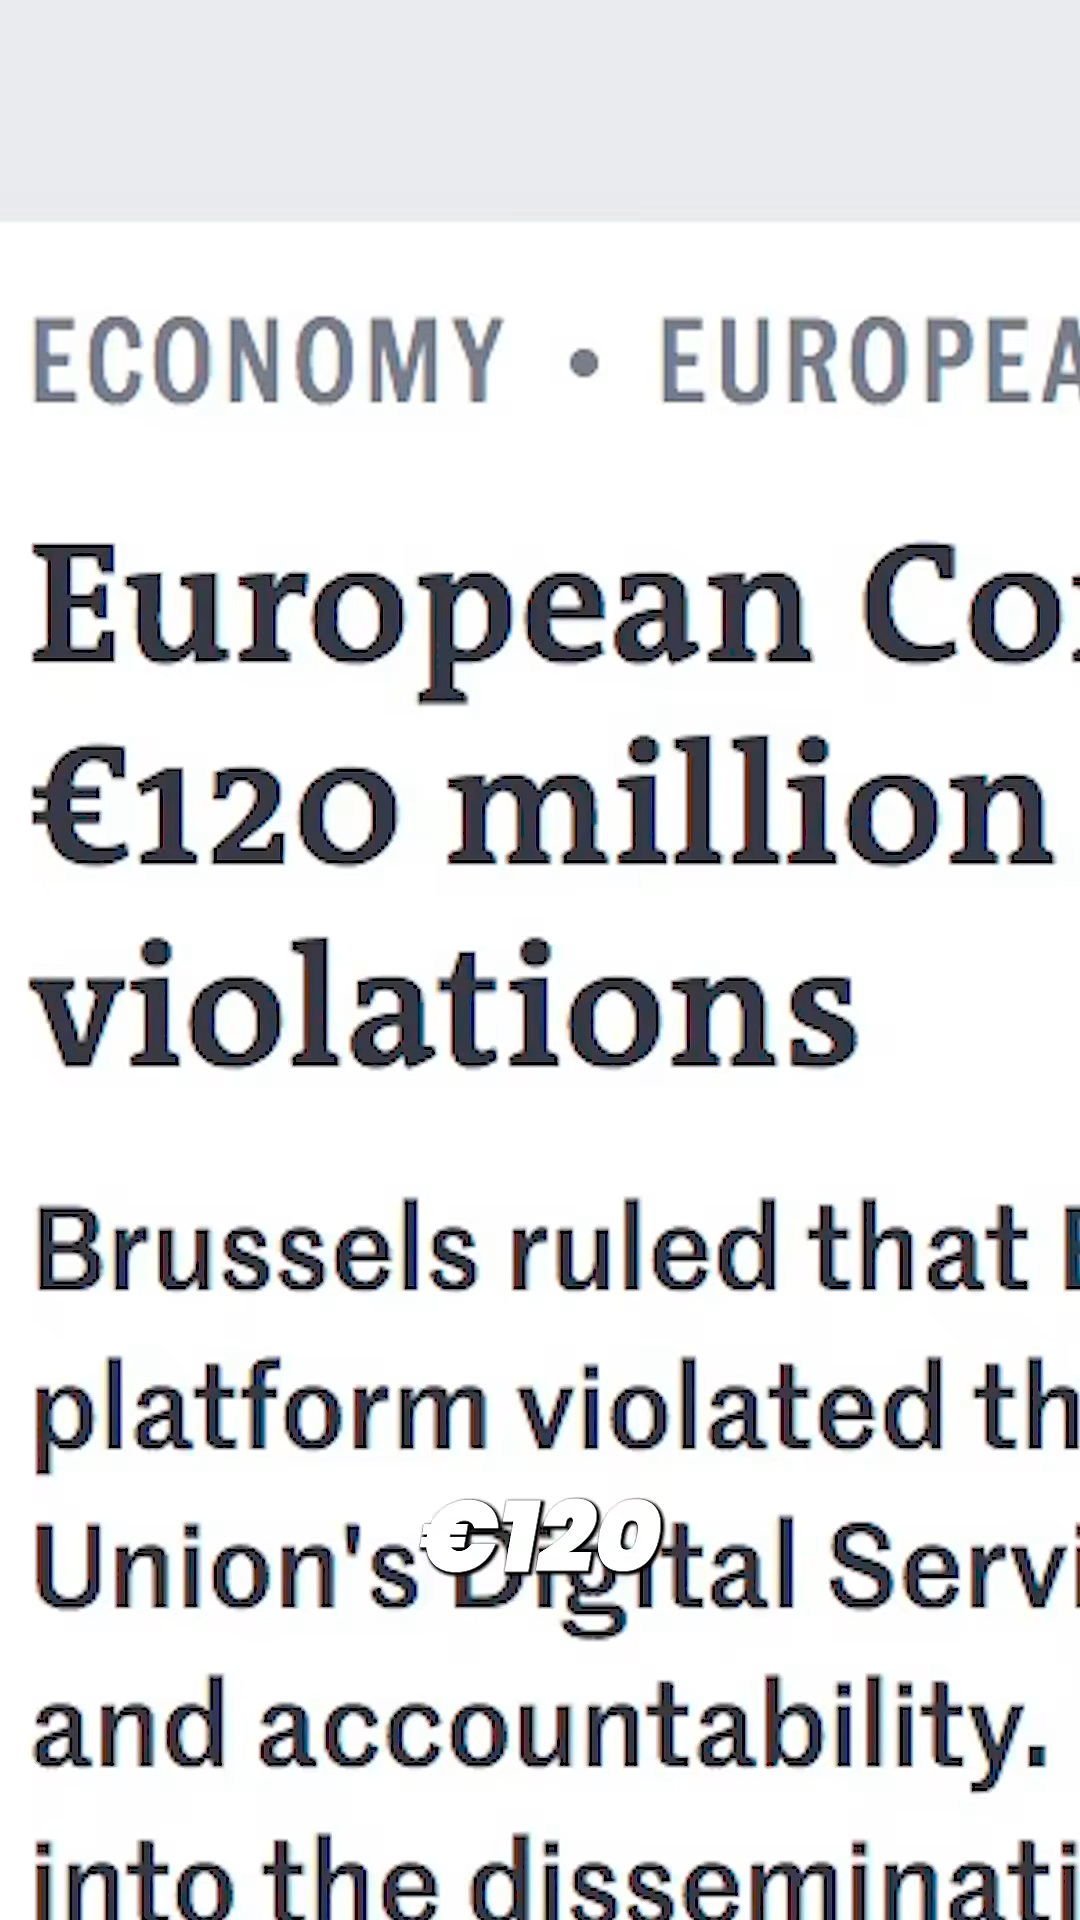 ECONOMY • EUROPEA
European Co
€120 million
violations
Brussels ruled that
platform violated th
Union's Digital Servi
€120
and accountability.
into the disseminati